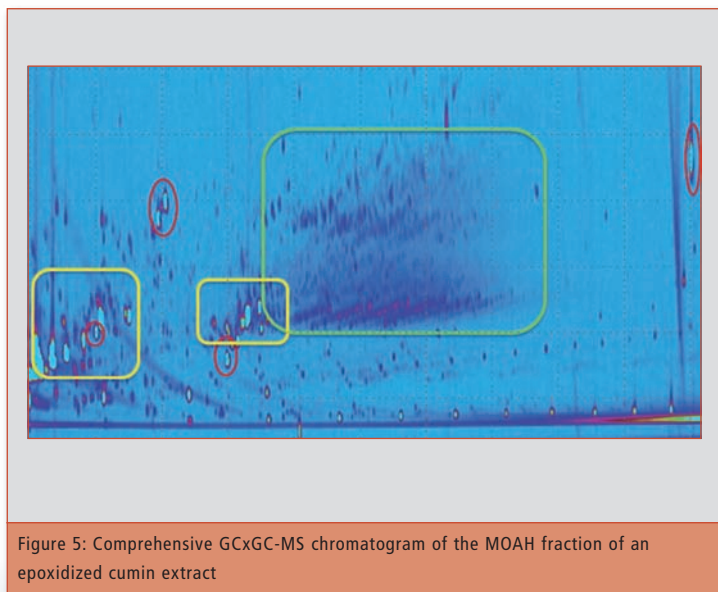 Figure 5: Comprehensive GCxGC-MS chromatogram of the MOAH fraction of an
epoxidized cumin extract